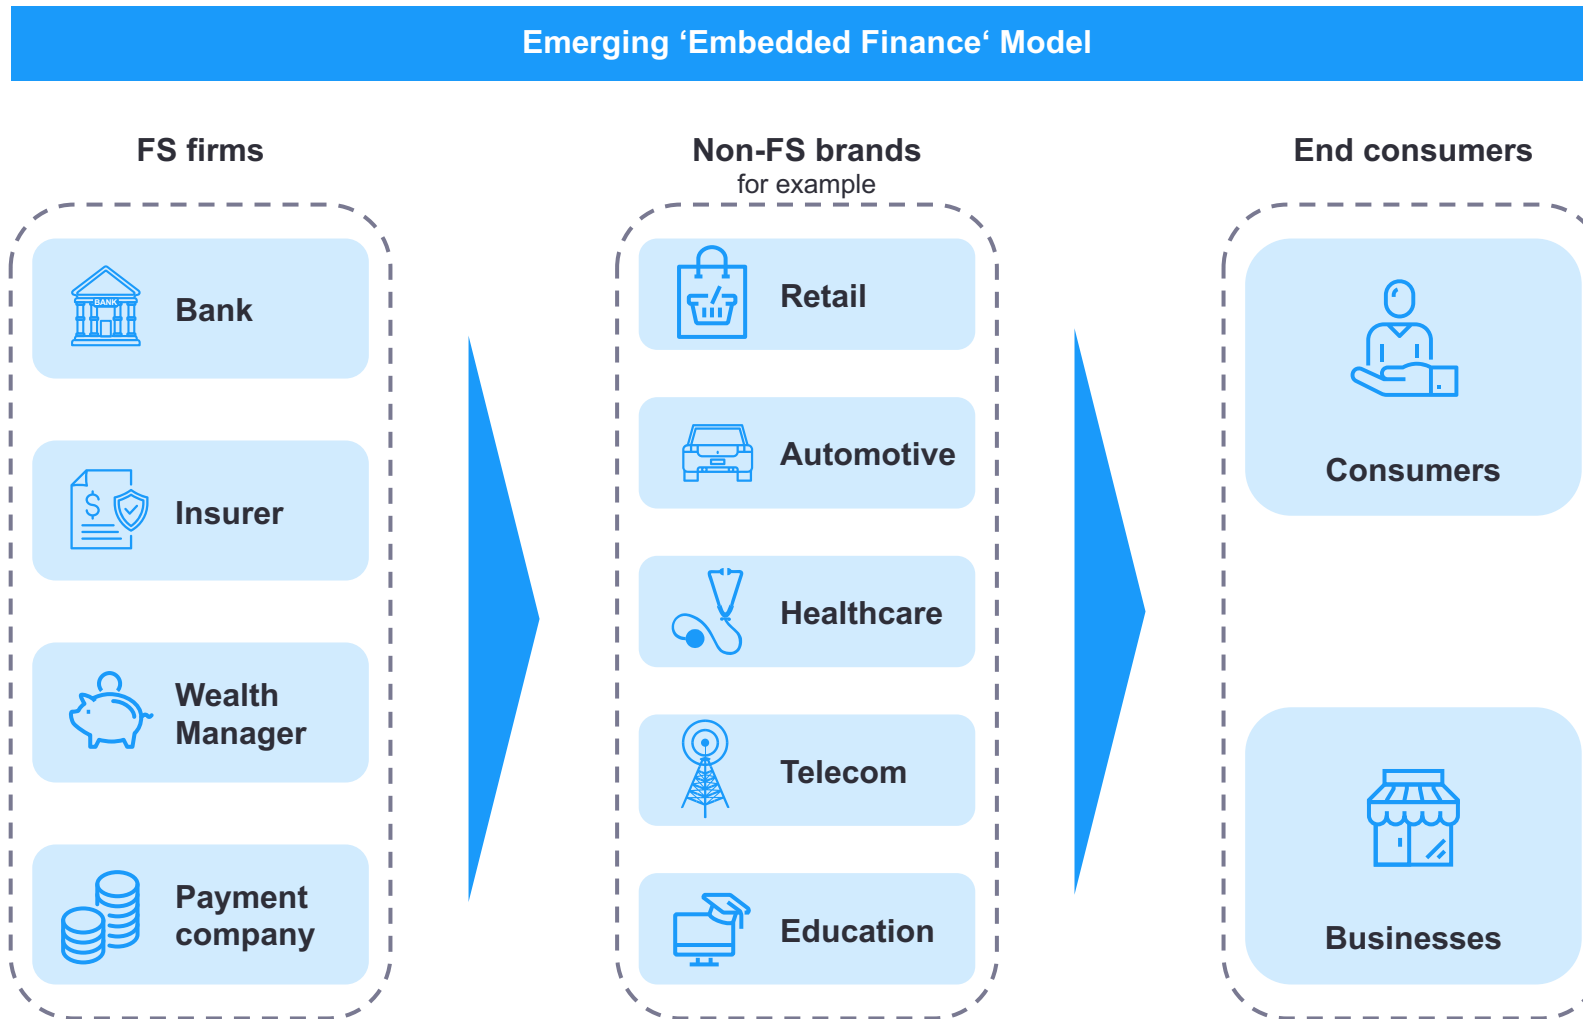 Emerging ‘Embedded Finance‘ Model
FS firms
BANK
Bank
$
Insurer
Wealth
Manager
Payment
company
Non-FS brands
for example
Retail
Automotive
Healthcare
Telecom
Education
End consumers
Consumers
Businesses